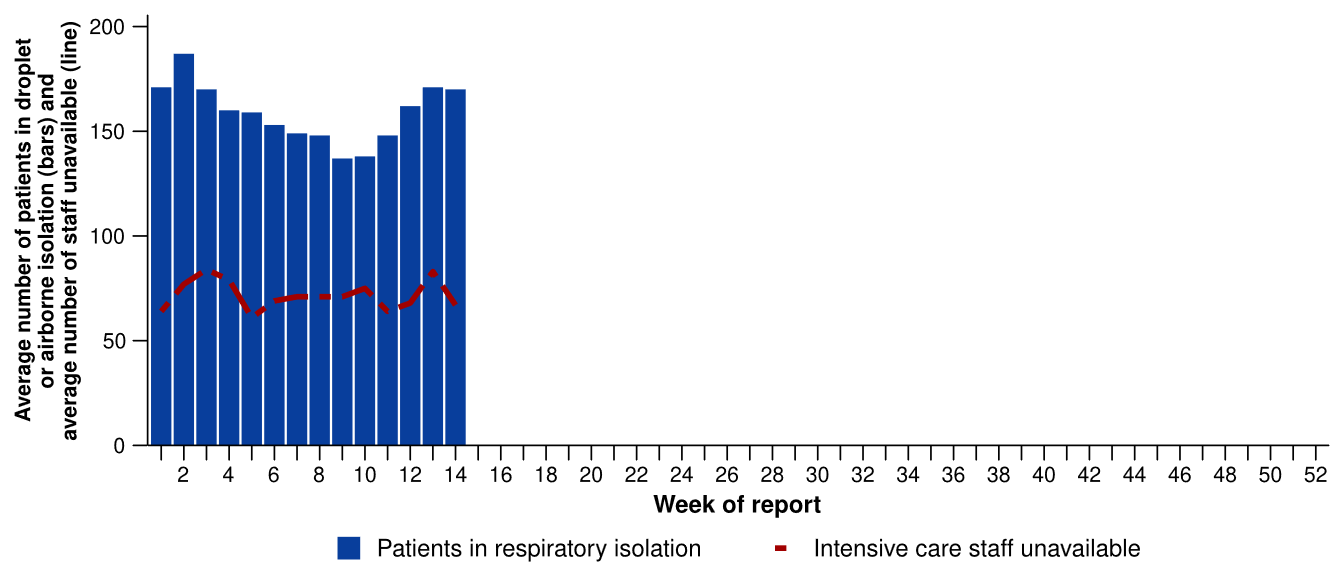 Average number of patients in droplet
or airborne isolation (bars) and
average number of staff unavailable (line)
200
150
100
50
0
2 4 6 8 10 12 14 16 18 20 22 24 26 28 30 32 34 36 38 40 42 44 46 48 50 52
Week of report
Patients in respiratory isolation Intensive care staff unavailable